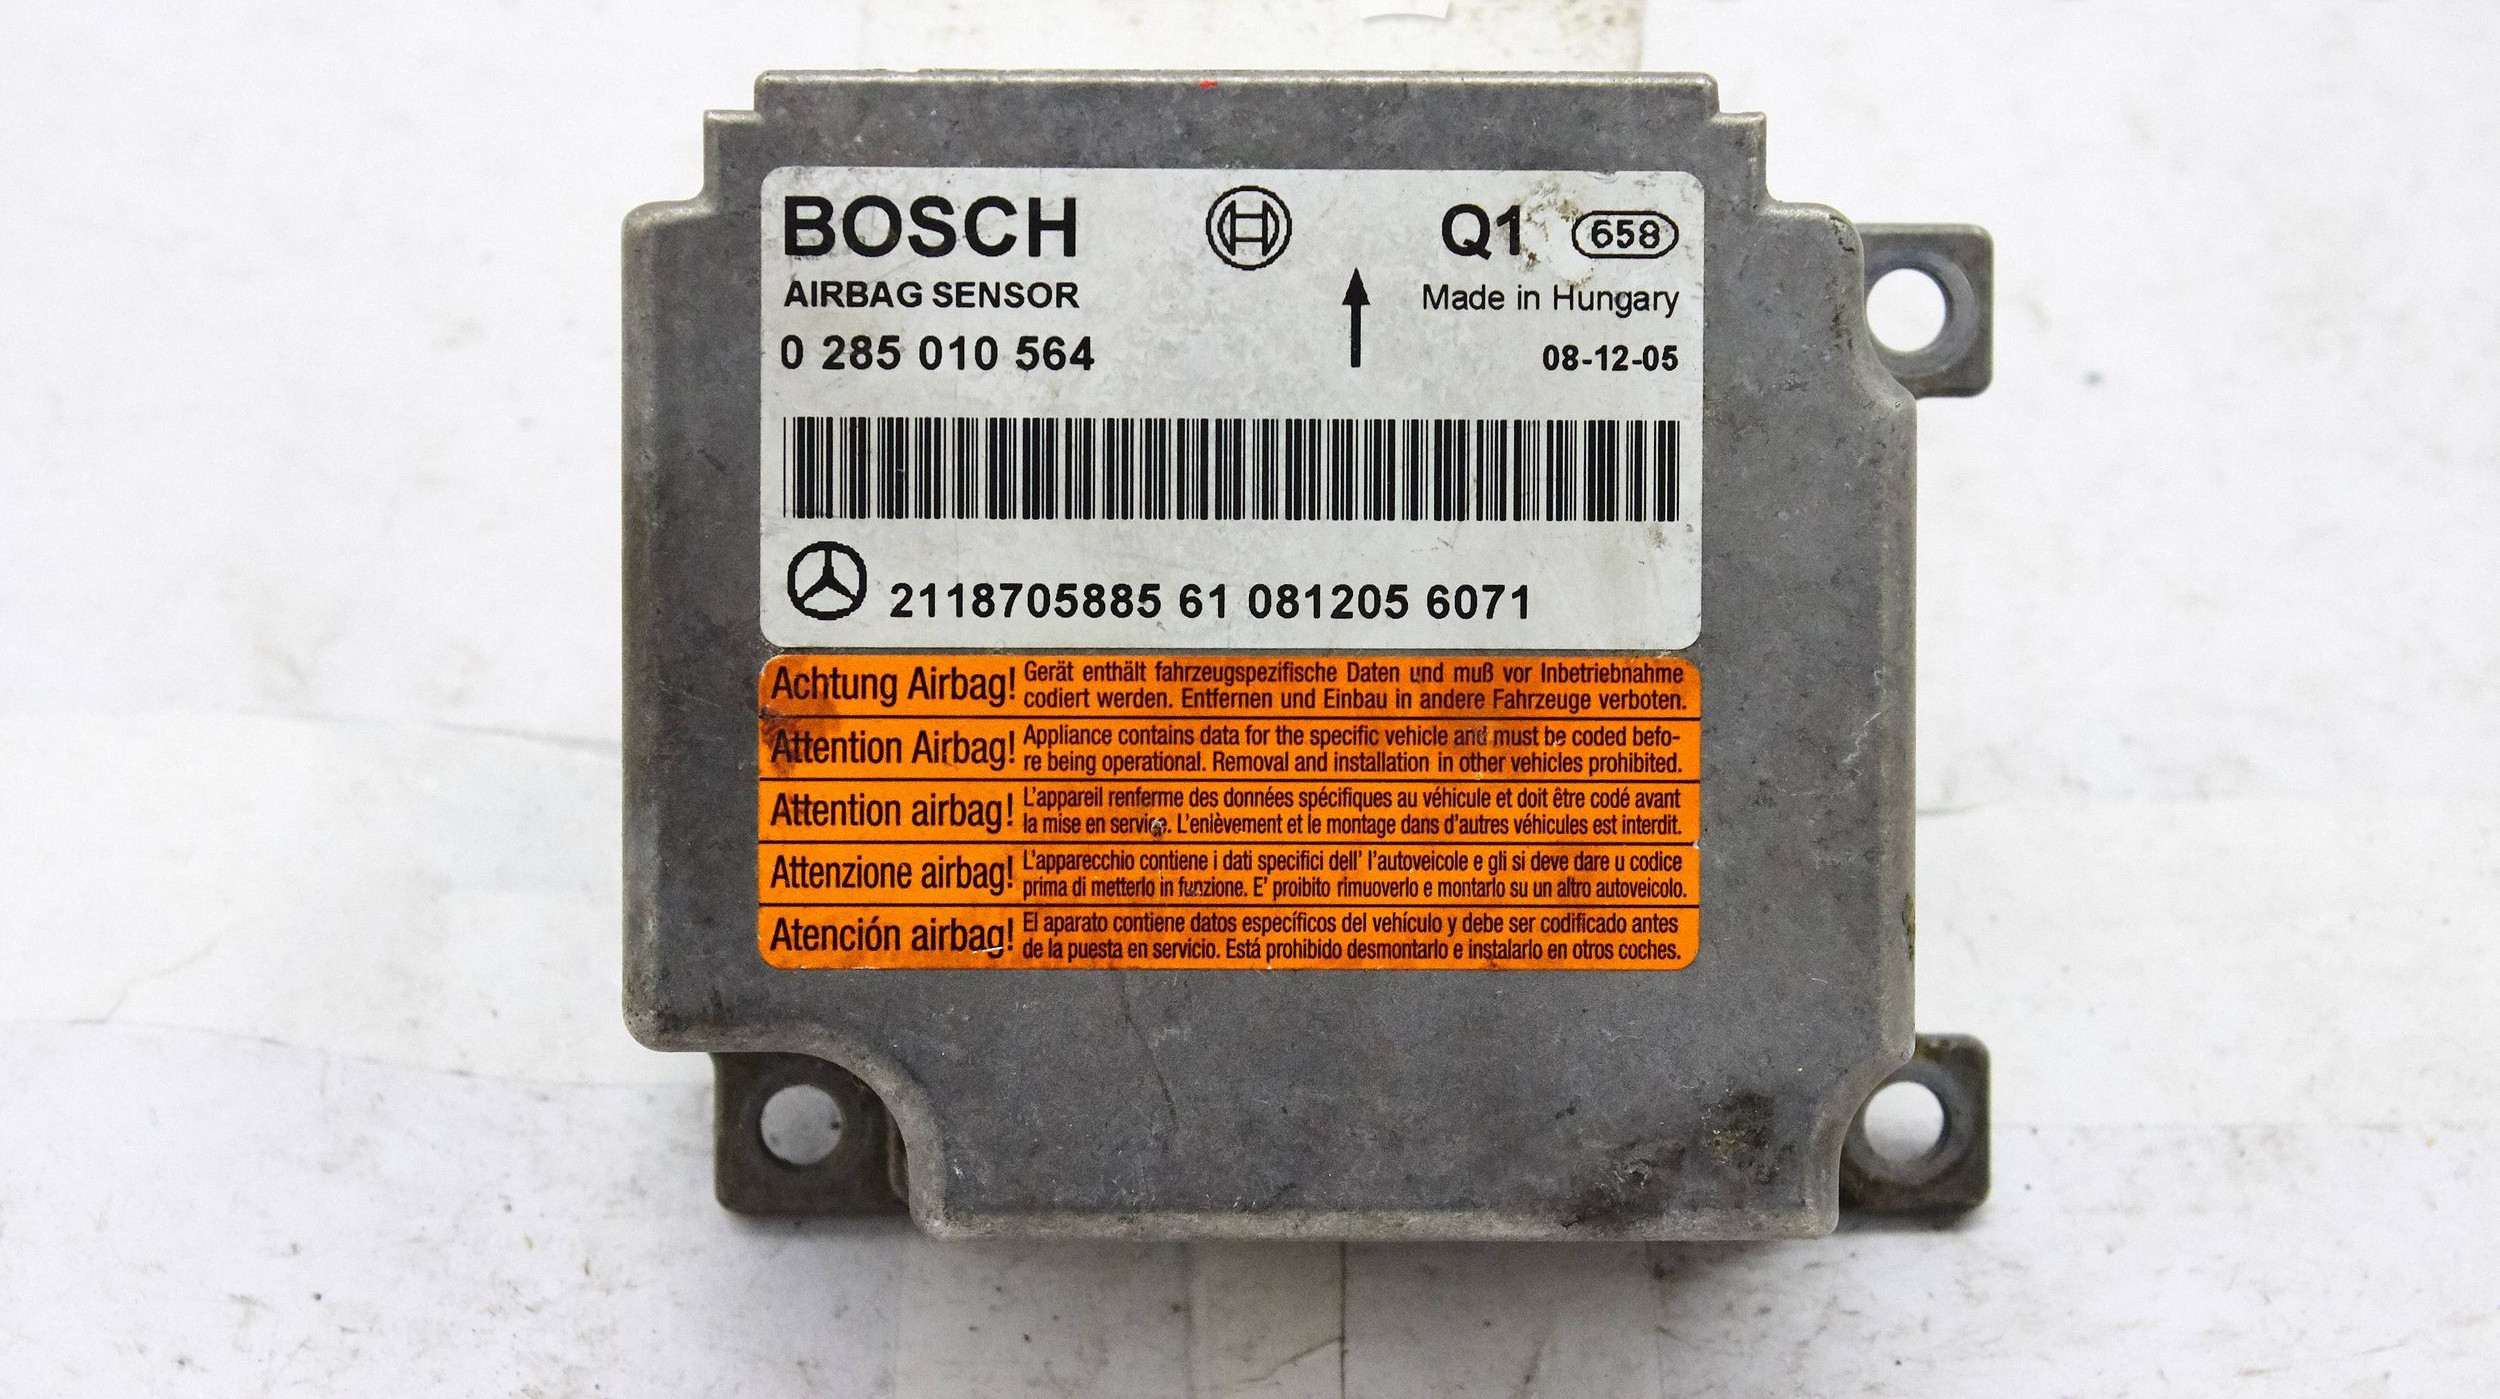 BOSCH Q1 658
AIRBAG SENSOR Made in Hungary
0 285 010 564 08-12-05
2118705885 61 081205 6071
Achtung Airbag! Gerät enthält fahrzeugspezifische Daten und muß vor Inbetriebnahme
codiert werden. Entfernen und Einbau in andere Fahrzeuge verboten.
Attention Airbag! Appliance contains data for the specific vehicle and must be coded befo-
re being operational. Removal and installation in other vehicles prohibited.
Attention airbag! L'appareil renferme des données spécifiques au véhicule et doit être codé avant
la mise en service. L'enlèvement et le montage dans d'autres véhicules est interdit.
Attenzione airbag! L'apparecchio contiene i dati specifici dell' l'autoveicole e gli si deve dare u codice
prima di metterlo in funzione. E' proibito rimuoverlo e montarlo su un altro autoveicolo.
Atención airbag! El aparato contiene datos específicos del vehículo y debe ser codificado antes
de la puesta en servicio. Está prohibido desmontarlo e instalarlo en otros coches.